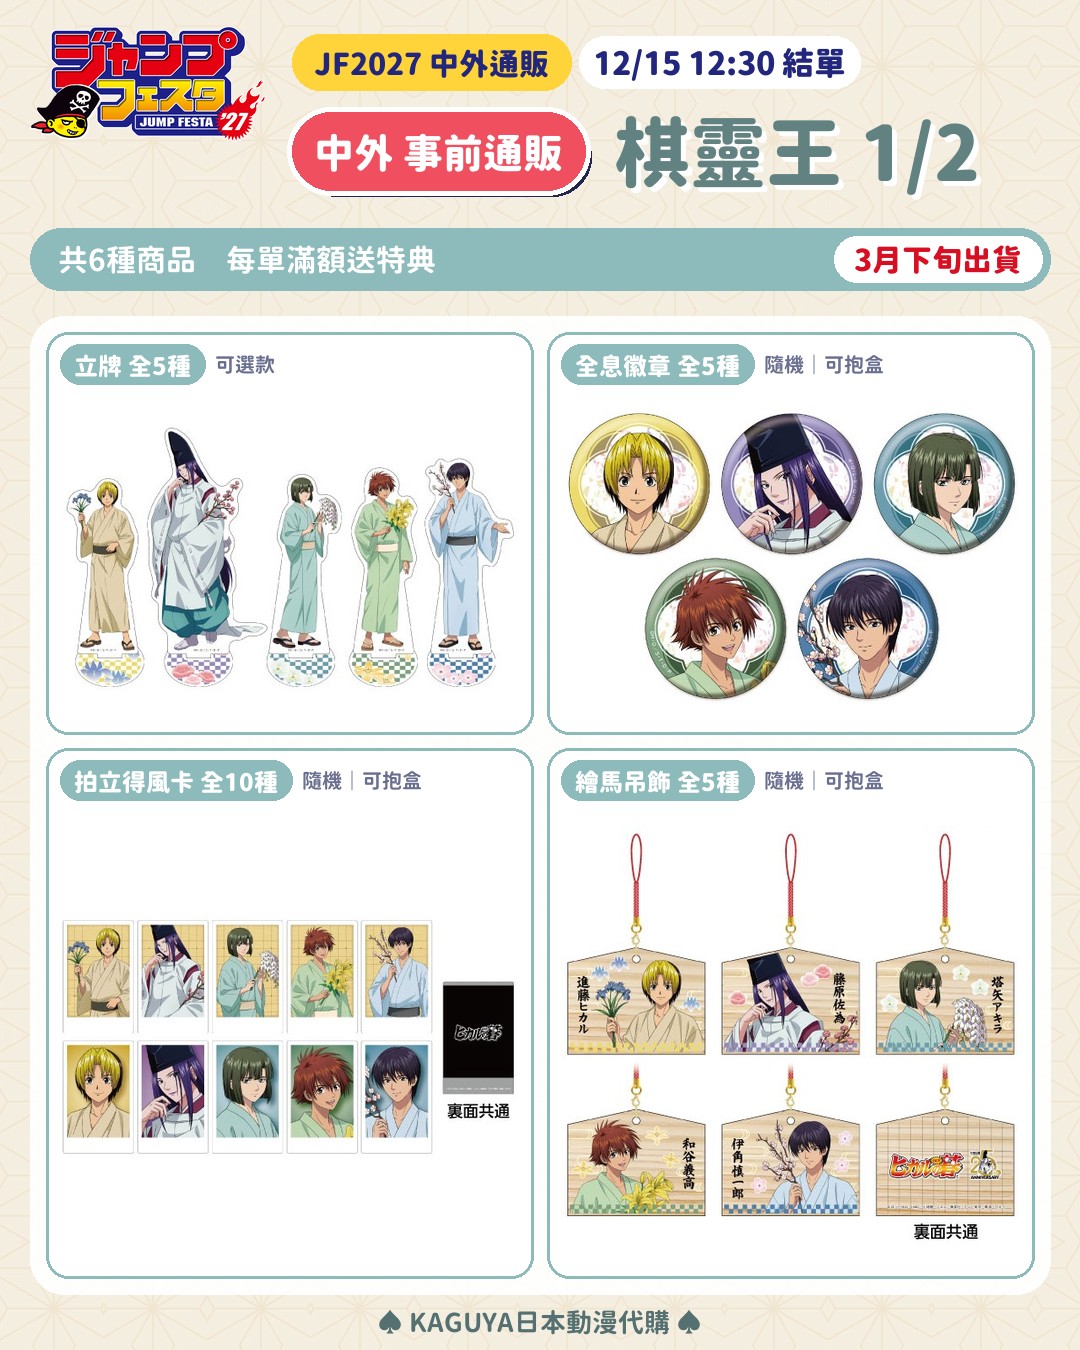 ジャンプ
フェスタ
JUMP FESTA '27
JF2027 中外通販
12/15 12:30 結單
中外 事前通販
棋靈王 1/2
共6種商品 每單滿額送特典
3月下旬出貨
立牌 全5種 可選款
全息徽章 全5種 隨機｜可抱盒
拍立得風卡 全10種 隨機｜可抱盒
ヒカルの碁
裏面共通
繪馬吊飾 全5種 隨機｜可抱盒
進藤ヒカル
藤原佐為
塔矢アキラ
和谷義高
伊角慎一郎
ヒカルの碁
ANNIVERSARY
裏面共通
♠ KAGUYA日本動漫代購 ♠